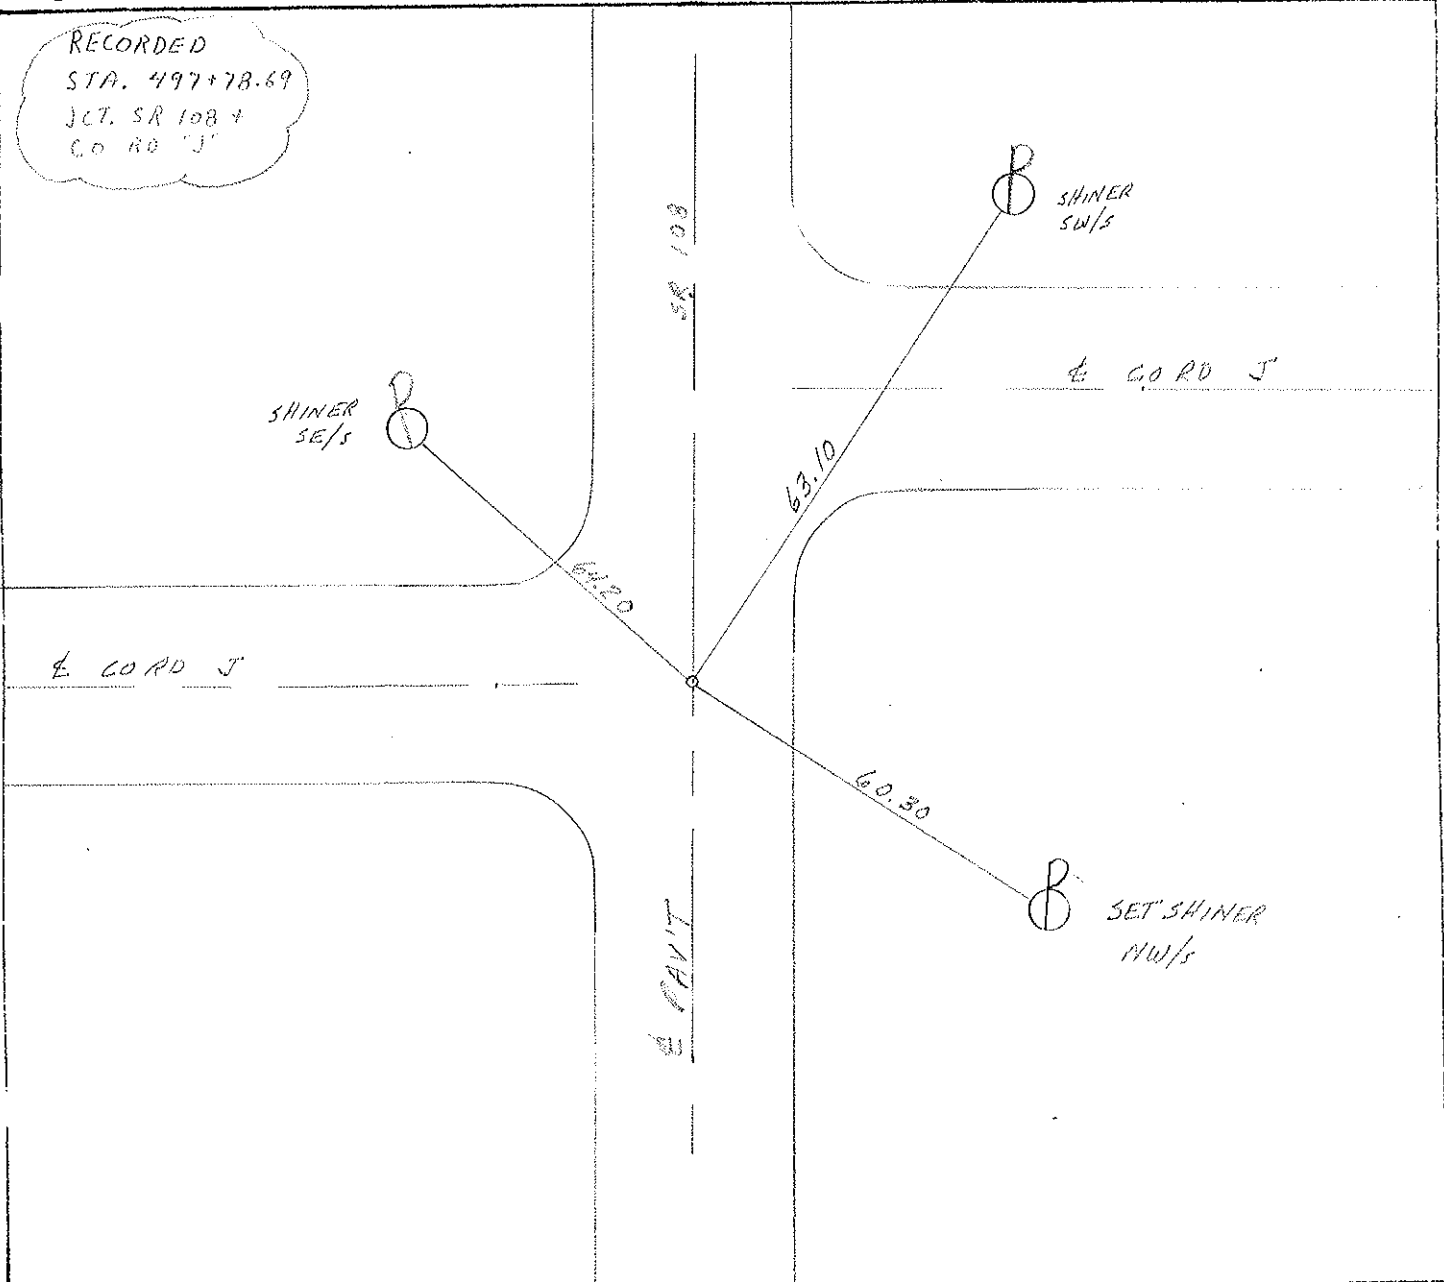 RECORDED
STA. 497+78.69
JCT. SR 108 +
CO RD "J"
SR 108
P
SHINER
SW/S
℄ CO RD J
P
SHINER
SE/S
63.10
64.20
℄ CO RD J
60.30
P
SET SHINER
NW/S
℄ PAV'T